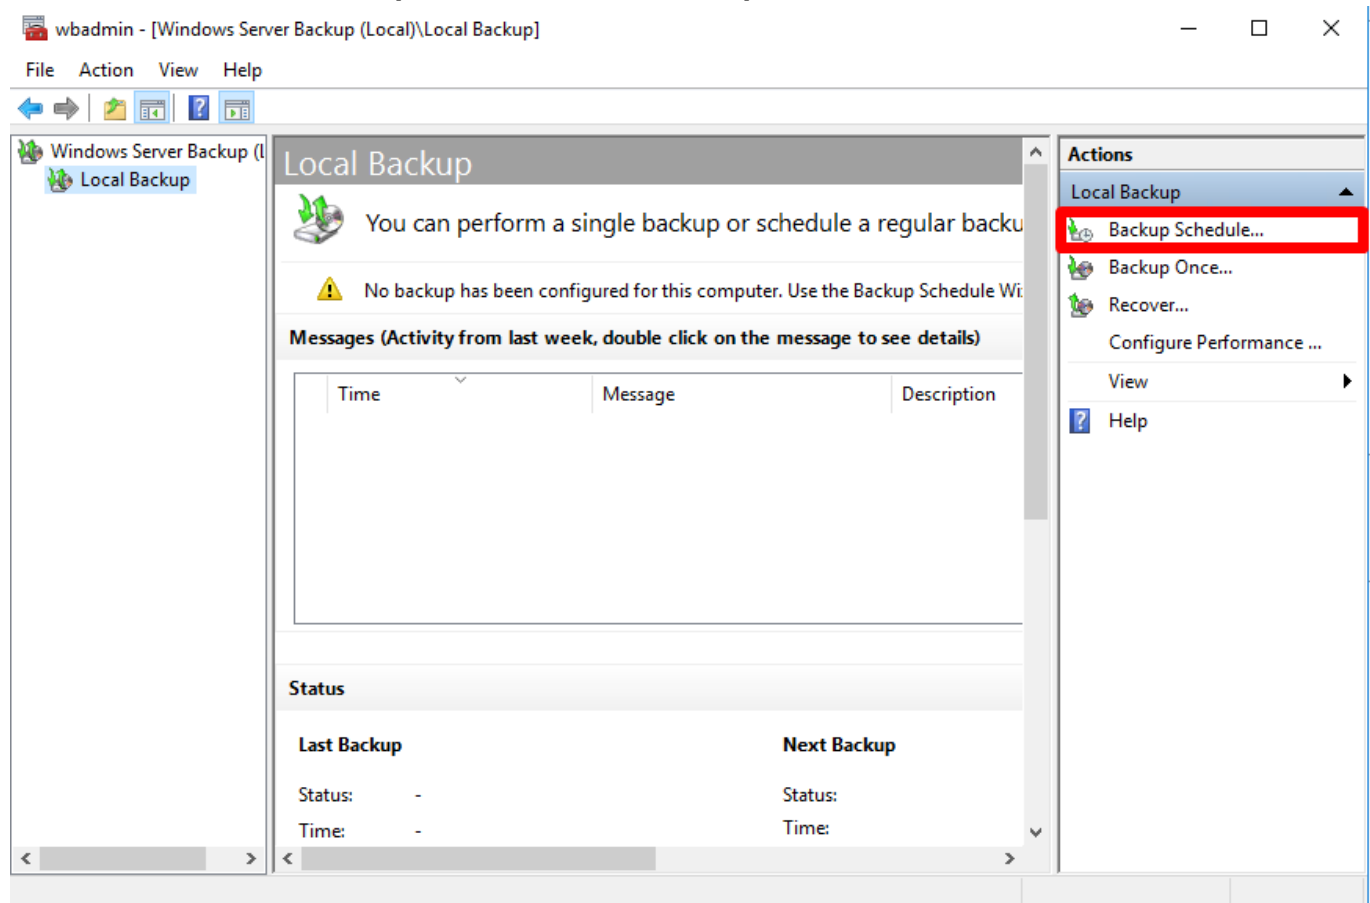 wbadmin - [Windows Server Backup (Local)\Local Backup]
File Action View Help
Windows Server Backup (L
Local Backup
Local Backup
You can perform a single backup or schedule a regular backu
No backup has been configured for this computer. Use the Backup Schedule Wi
Messages (Activity from last week, double click on the message to see details)
Time Message Description
Status
Last Backup Next Backup
Status: - Status:
Time: - Time:
Actions
Local Backup
Backup Schedule...
Backup Once...
Recover...
Configure Performance ...
View
Help